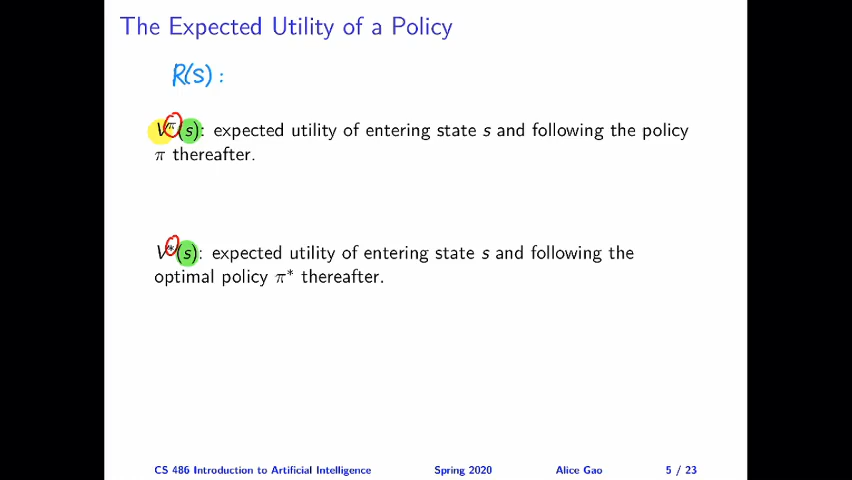 The Expected Utility of a Policy
R(s) :
V^π(s): expected utility of entering state s and following the policy
π thereafter.
V^*(s): expected utility of entering state s and following the
optimal policy π* thereafter.
CS 486 Introduction to Artificial Intelligence Spring 2020 Alice Gao 5 / 23